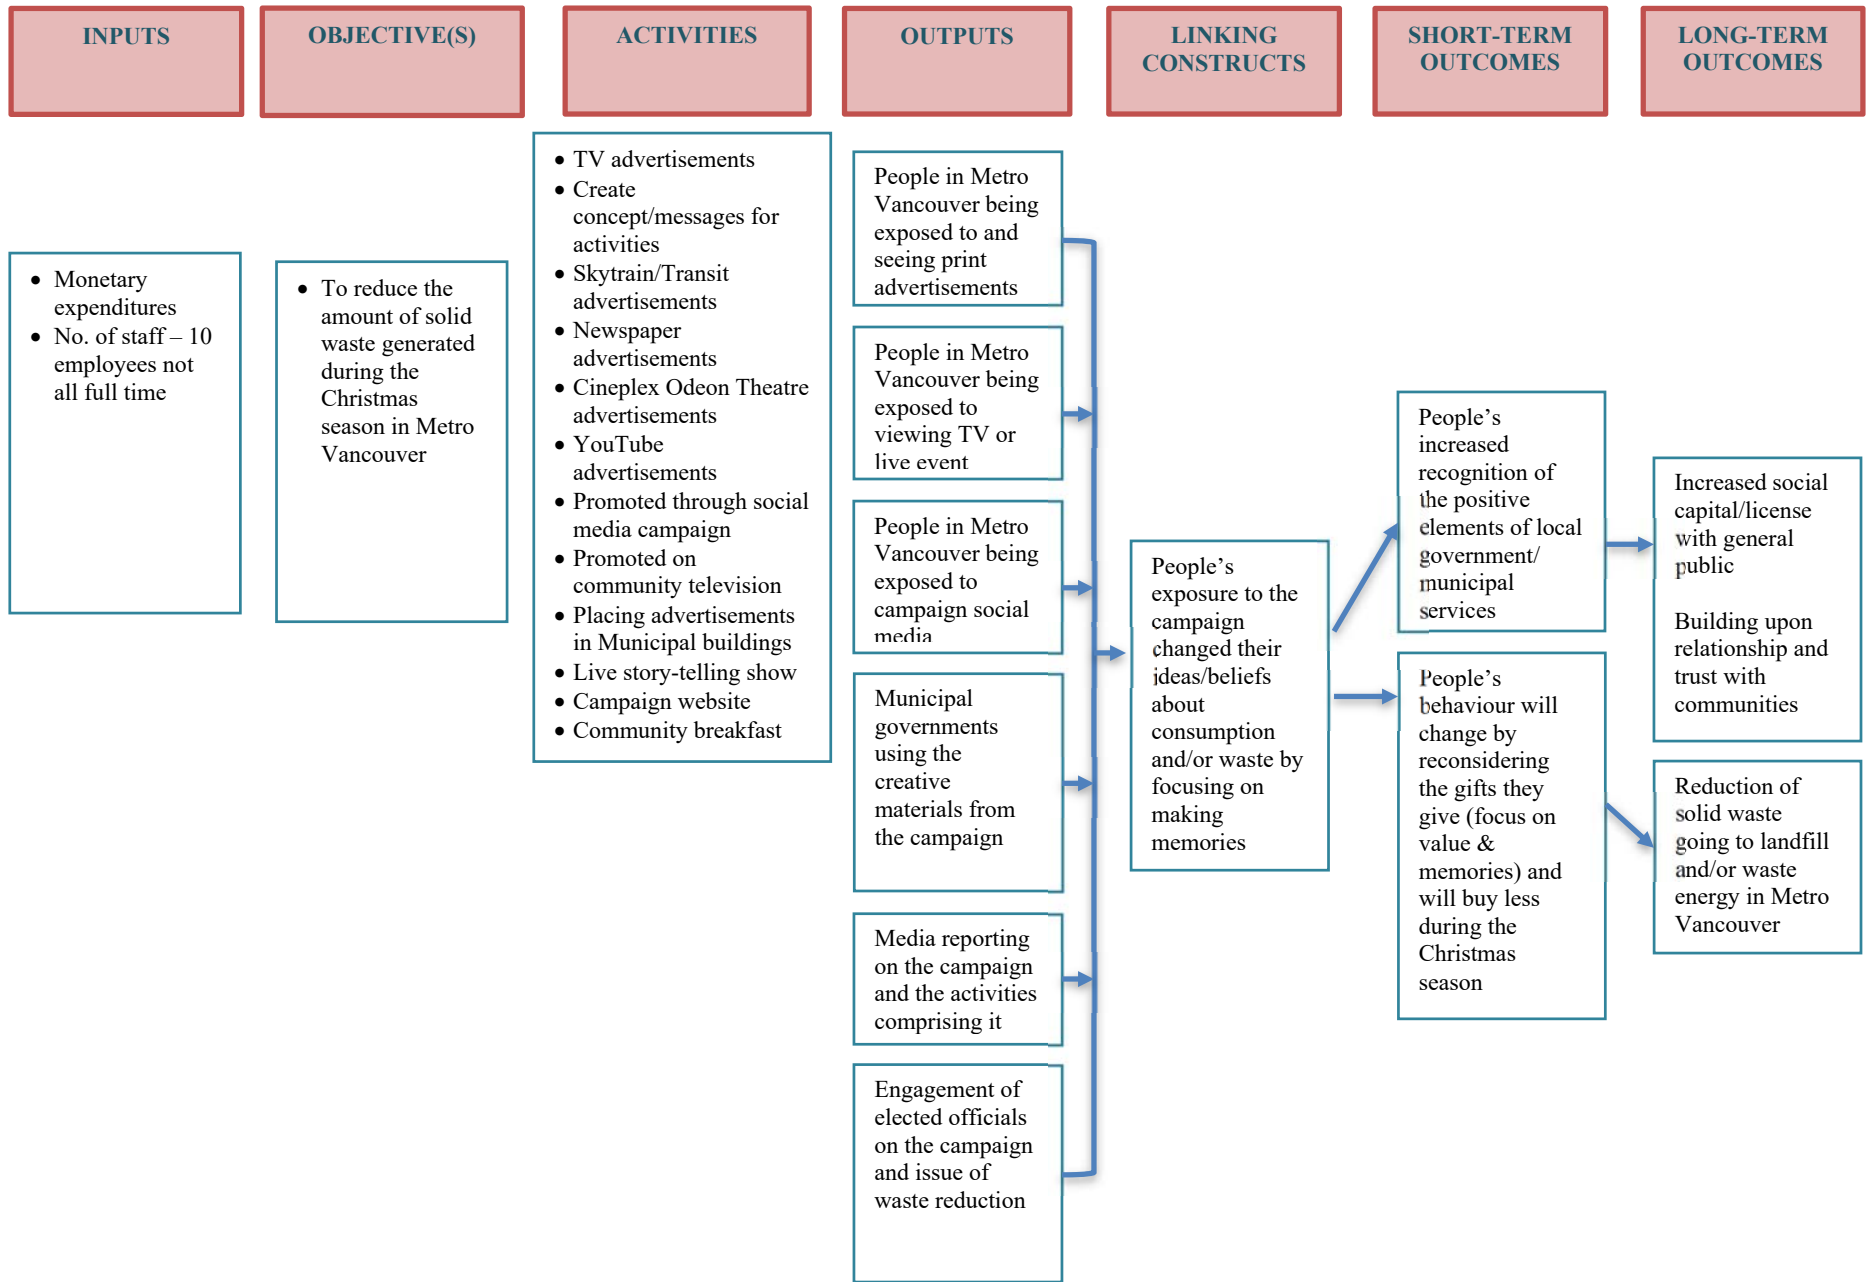 INPUTS
OBJECTIVE(S)
ACTIVITIES
OUTPUTS
LINKING
CONSTRUCTS
SHORT-TERM
OUTCOMES
LONG-TERM
OUTCOMES
• Monetary
expenditures
• No. of staff – 10
employees not
all full time
• To reduce the
amount of solid
waste generated
during the
Christmas
season in Metro
Vancouver
• TV advertisements
• Create
concept/messages for
activities
• Skytrain/Transit
advertisements
• Newspaper
advertisements
• Cineplex Odeon Theatre
advertisements
• YouTube
advertisements
• Promoted through social
media campaign
• Promoted on
community television
• Placing advertisements
in Municipal buildings
• Live story-telling show
• Campaign website
• Community breakfast
People in Metro
Vancouver being
exposed to and
seeing print
advertisements
People in Metro
Vancouver being
exposed to
viewing TV or
live event
People in Metro
Vancouver being
exposed to
campaign social
media
Municipal
governments
using the
creative
materials from
the campaign
Media reporting
on the campaign
and the activities
comprising it
Engagement of
elected officials
on the campaign
and issue of
waste reduction
People’s
exposure to the
campaign
changed their
ideas/beliefs
about
consumption
and/or waste by
focusing on
making
memories
People’s
increased
recognition of
the positive
elements of local
government/
municipal
services
People’s
behaviour will
change by
reconsidering
the gifts they
give (focus on
value &
memories) and
will buy less
during the
Christmas
season
Increased social
capital/license
with general
public
Building upon
relationship and
trust with
communities
Reduction of
solid waste
going to landfill
and/or waste
energy in Metro
Vancouver